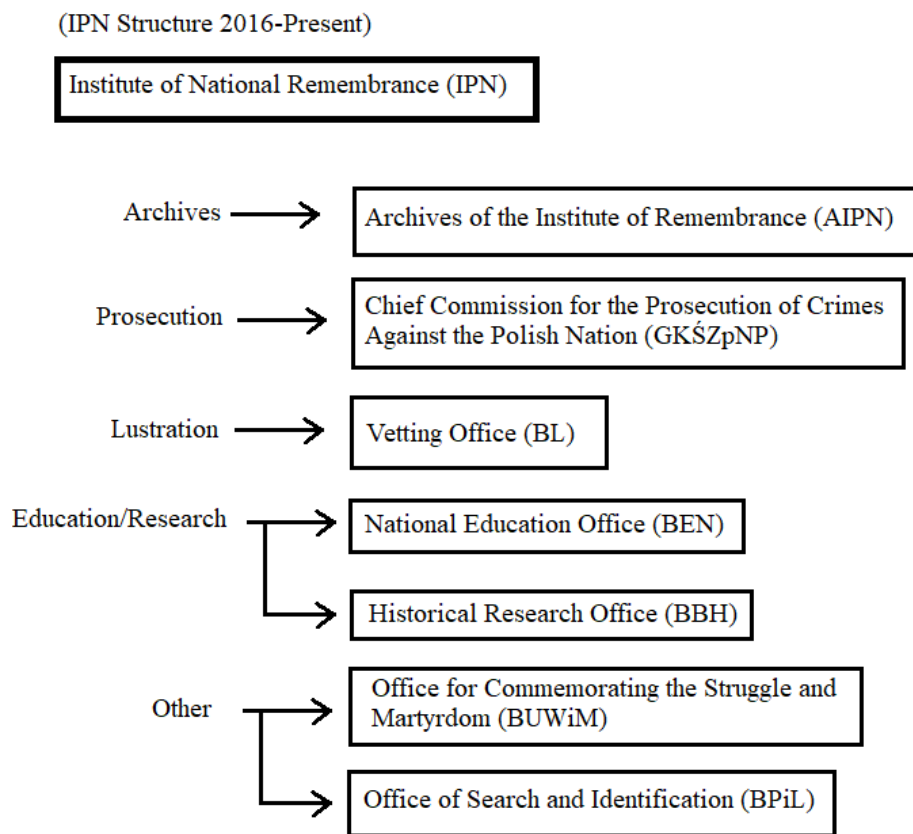 (IPN Structure 2016-Present)
Institute of National Remembrance (IPN)
Archives
Archives of the Institute of Remembrance (AIPN)
Prosecution
Chief Commission for the Prosecution of Crimes
Against the Polish Nation (GKŚZpNP)
Lustration
Vetting Office (BL)
Education/Research
National Education Office (BEN)
Historical Research Office (BBH)
Other
Office for Commemorating the Struggle and
Martyrdom (BUWiM)
Office of Search and Identification (BPiL)